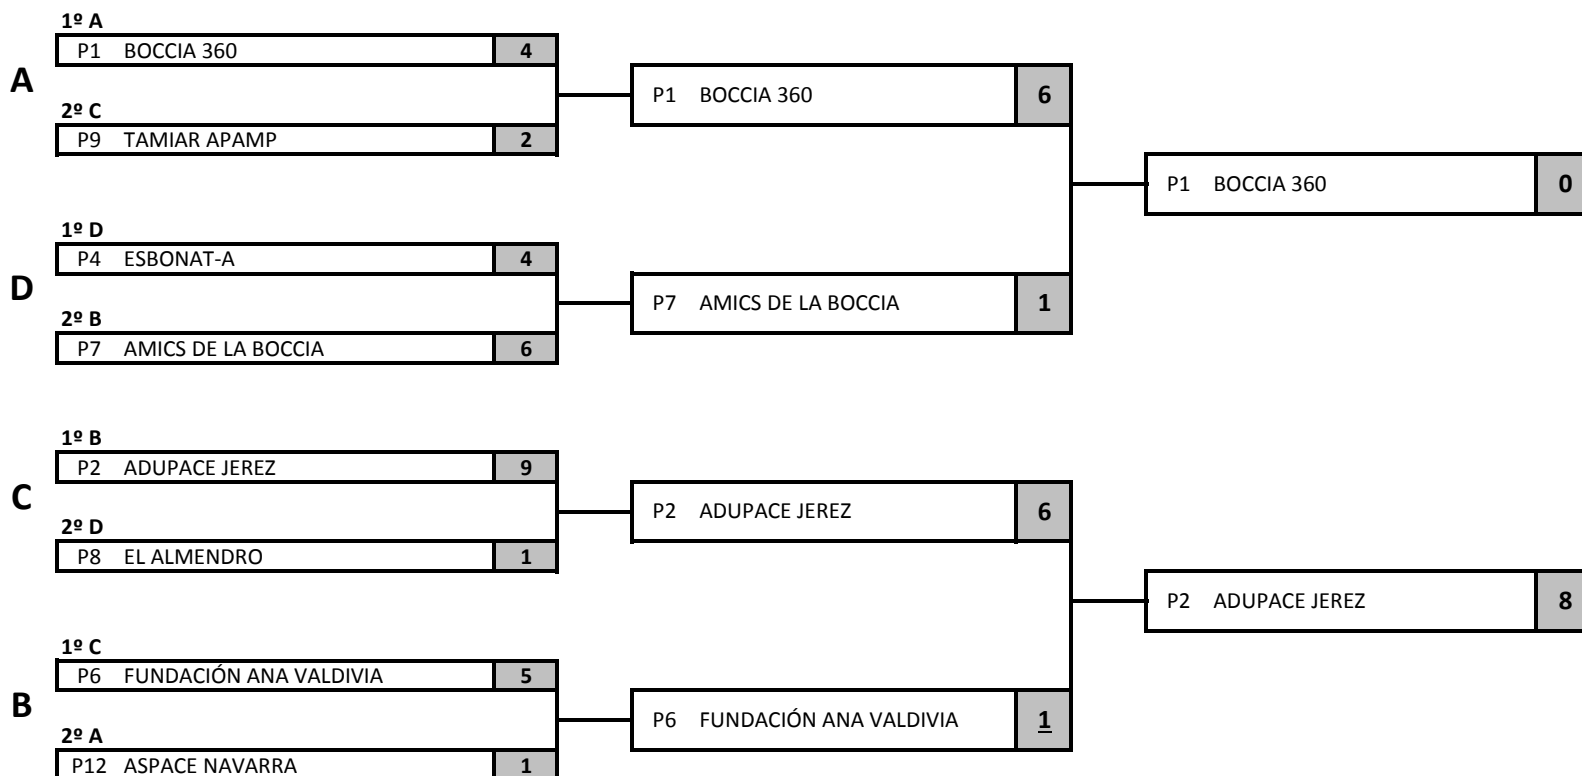 1º A
P1 BOCCIA 360 4
A
2º C
P9 TAMIAR APAMP 2
P1 BOCCIA 360 6
P1 BOCCIA 360 0
1º D
P4 ESBONAT-A 4
D
2º B
P7 AMICS DE LA BOCCIA 6
P7 AMICS DE LA BOCCIA 1
1º B
P2 ADUPACE JEREZ 9
C
2º D
P8 EL ALMENDRO 1
P2 ADUPACE JEREZ 6
P2 ADUPACE JEREZ 8
1º C
P6 FUNDACIÓN ANA VALDIVIA 5
B
2º A
P12 ASPACE NAVARRA 1
P6 FUNDACIÓN ANA VALDIVIA 1